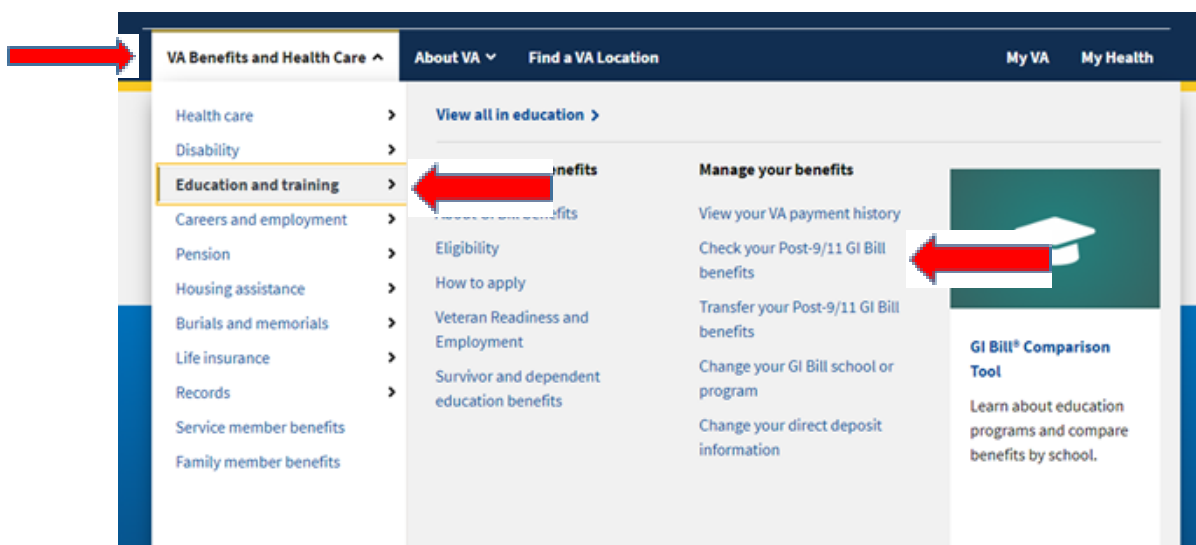 VA Benefits and Health Care
About VA
Find a VA Location
My VA
My Health
Health care
Disability
Education and training
Careers and employment
Pension
Housing assistance
Burials and memorials
Life insurance
Records
Service member benefits
Family member benefits
View all in education
Eligibility
How to apply
Veteran Readiness and
Employment
Survivor and dependent
education benefits
Manage your benefits
View your VA payment history
Check your Post-9/11 GI Bill
benefits
Transfer your Post-9/11 GI Bill
benefits
Change your GI Bill school or
program
Change your direct deposit
information
GI Bill® Comparison
Tool
Learn about education
programs and compare
benefits by school.